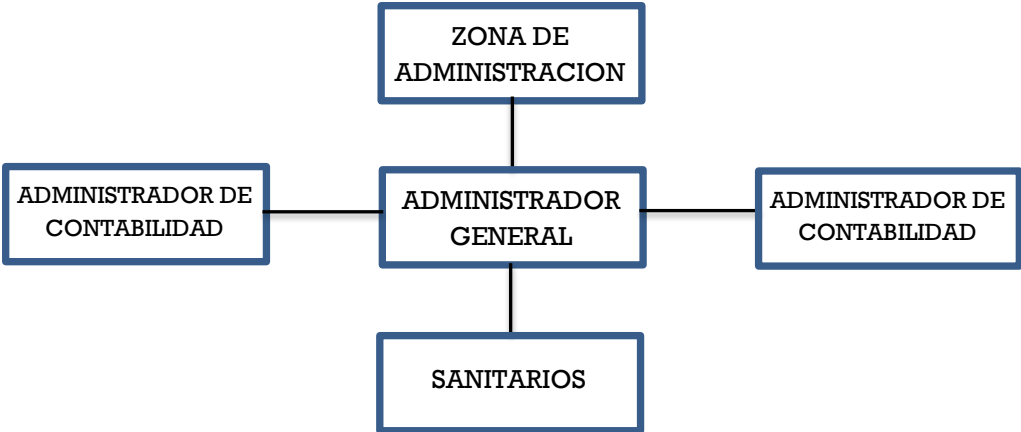 ZONA DE
ADMINISTRACION
ADMINISTRADOR DE
CONTABILIDAD
ADMINISTRADOR
GENERAL
ADMINISTRADOR DE
CONTABILIDAD
SANITARIOS